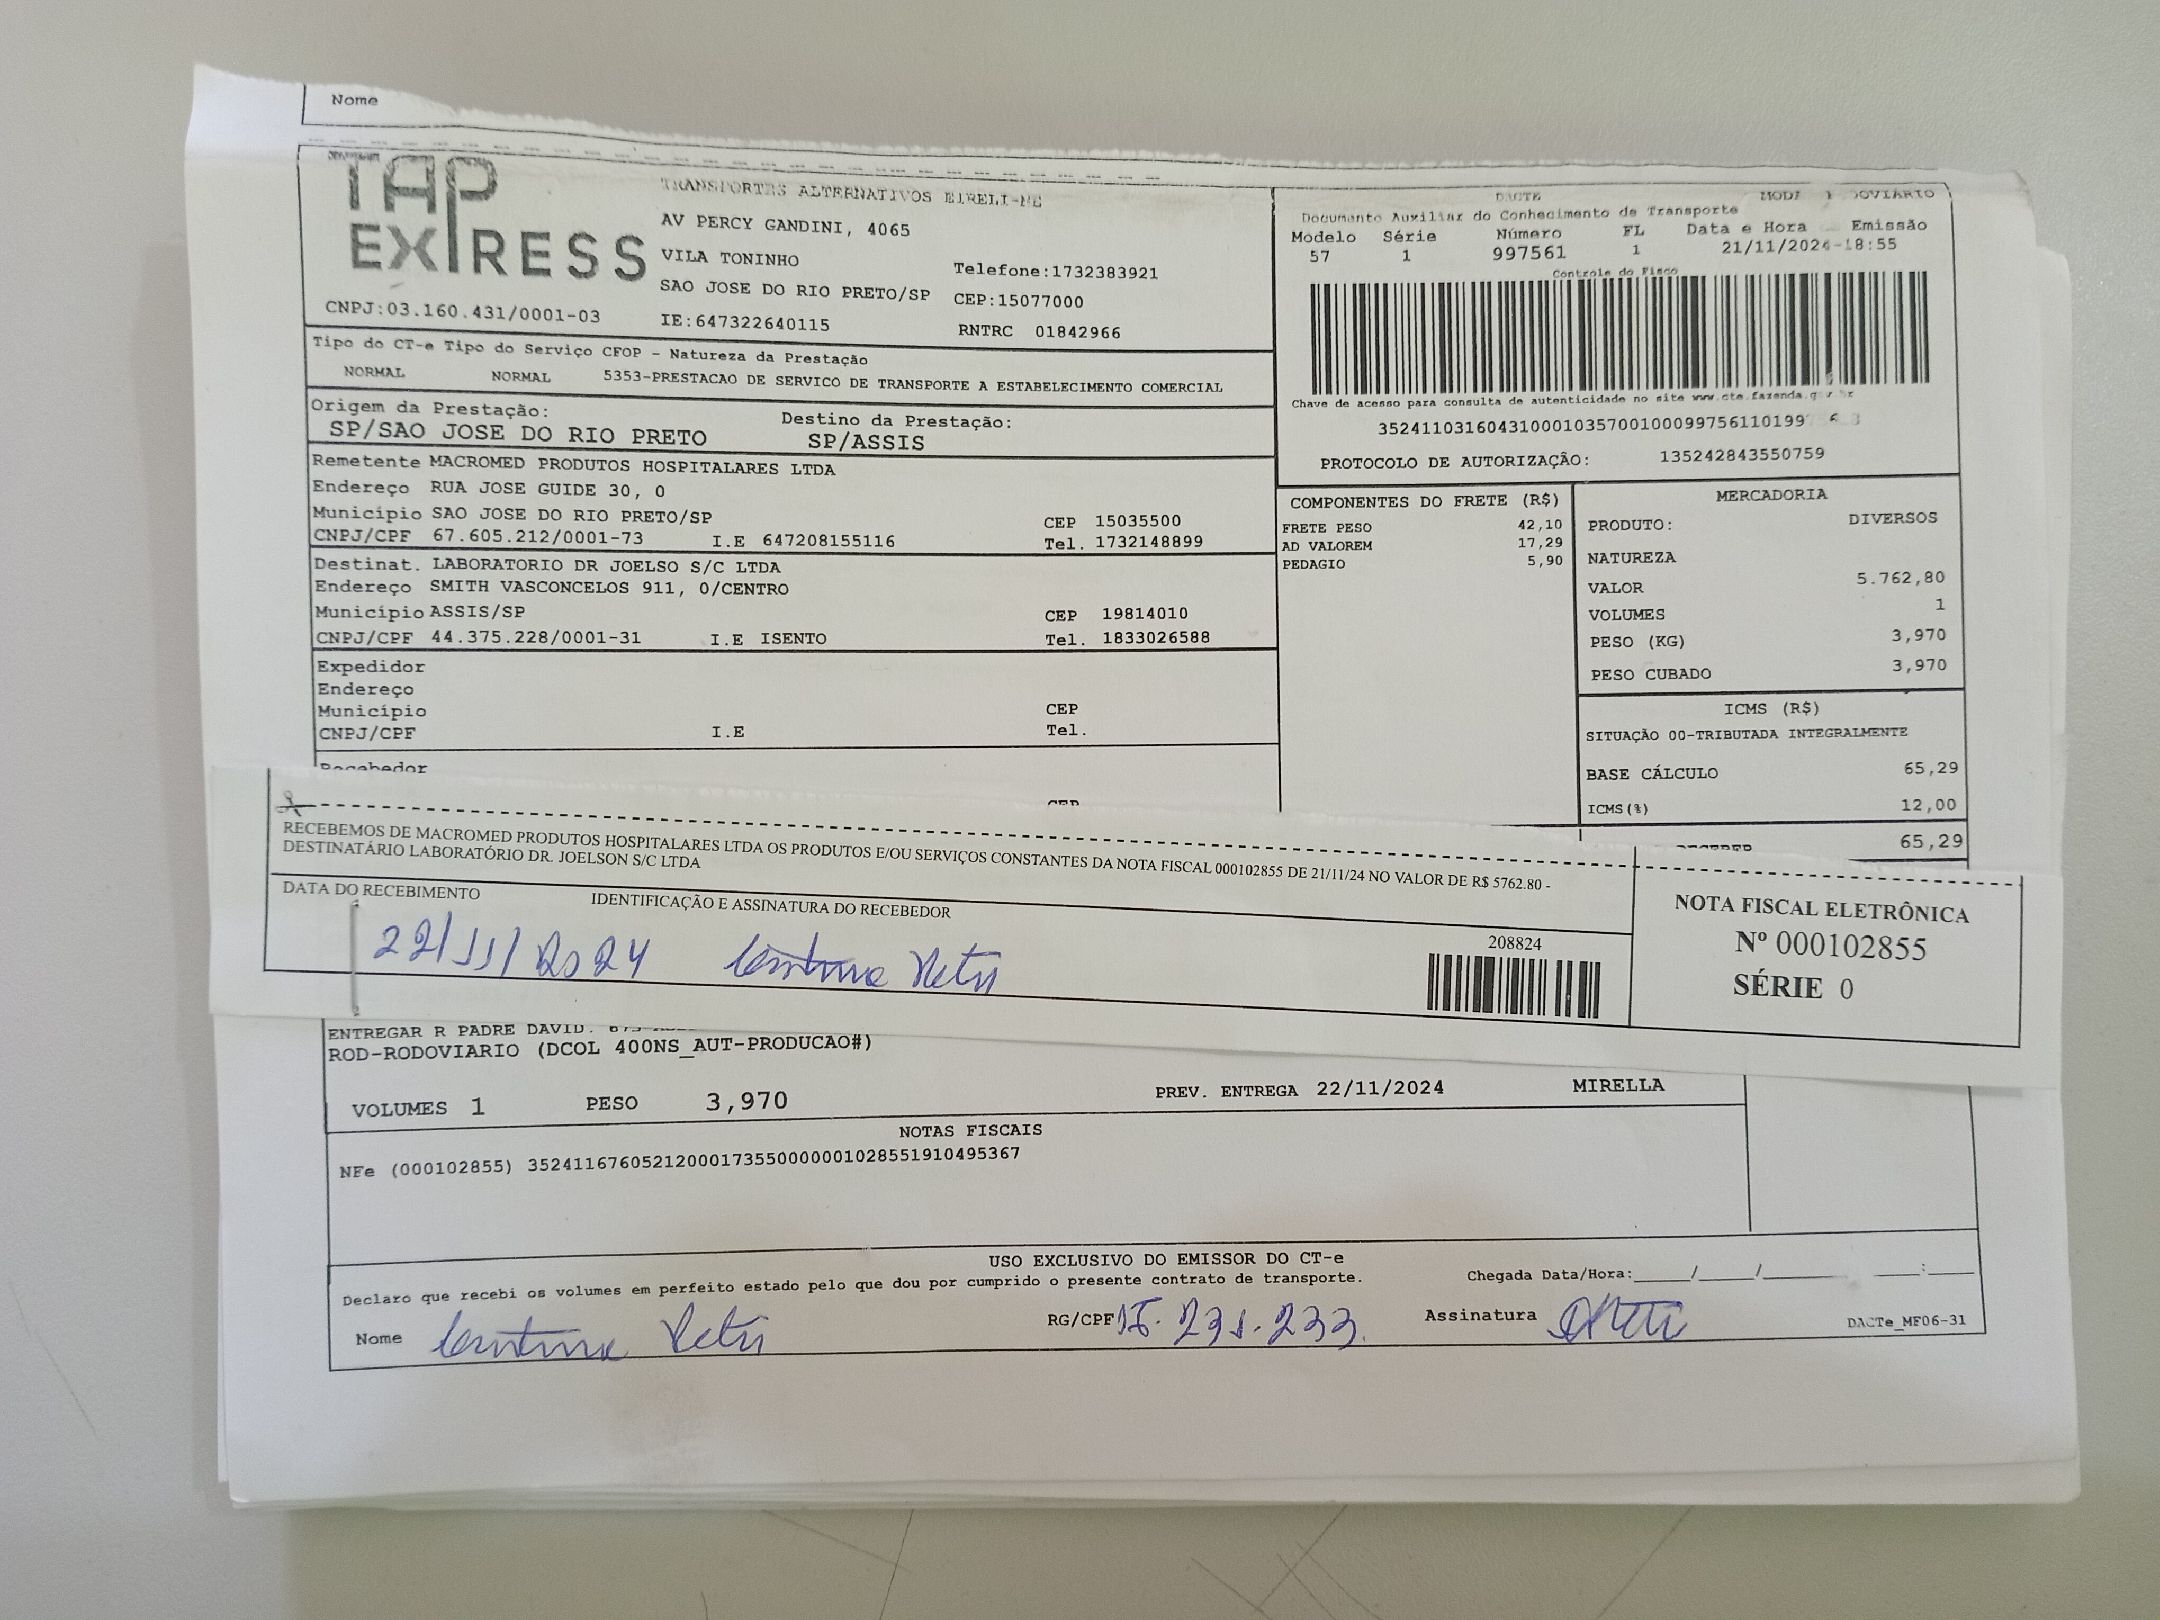 Nome
TAP
EXPRESS
TRANSPORTES ALTERNATIVOS EIRELI-ME
AV PERCY GANDINI, 4065
VILA TONINHO
Telefone:1732383921
SAO JOSE DO RIO PRETO/SP CEP:15077000
CNPJ:03.160.431/0001-03 IE:647322640115 RNTRC 01842966
DACTE
Documento Auxiliar do Conhecimento de Transporte
Modelo Série Número FL Data e Hora Emissão
57 1 997561 1 21/11/2024-18:55
Controle do Fisco
Chave de acesso para consulta de autenticidade no site www.cte.fazenda.gov.br
PROTOCOLO DE AUTORIZAÇÃO: 135242843550759
Tipo do CT-e Tipo do Serviço CFOP - Natureza da Prestação
NORMAL NORMAL 5353-PRESTACAO DE SERVICO DE TRANSPORTE A ESTABELECIMENTO COMERCIAL
Origem da Prestação: Destino da Prestação:
SP/SAO JOSE DO RIO PRETO SP/ASSIS
Remetente MACROMED PRODUTOS HOSPITALARES LTDA
Endereço RUA JOSE GUIDE 30, 0
Município SAO JOSE DO RIO PRETO/SP CEP 15035500
CNPJ/CPF 67.605.212/0001-73 I.E 647208155116 Tel. 1732148899
Destinat. LABORATORIO DR JOELSO S/C LTDA
Endereço SMITH VASCONCELOS 911, 0/CENTRO
Município ASSIS/SP CEP 19814010
CNPJ/CPF 44.375.228/0001-31 I.E ISENTO Tel. 1833026588
Expedidor
Endereço
Município CEP
CNPJ/CPF I.E Tel.
Recebedor
CEP
COMPONENTES DO FRETE (R$)
FRETE PESO 42,10
AD VALOREM 17,29
PEDAGIO 5,90
MERCADORIA
PRODUTO: DIVERSOS
NATUREZA
VALOR 5.762,80
VOLUMES 1
PESO (KG) 3,970
PESO CUBADO 3,970
ICMS (R$)
SITUAÇÃO 00-TRIBUTADA INTEGRALMENTE
BASE CÁLCULO 65,29
ICMS(%) 12,00
65,29
RECEBEMOS DE MACROMED PRODUTOS HOSPITALARES LTDA OS PRODUTOS E/OU SERVIÇOS CONSTANTES DA NOTA FISCAL 000102855 DE 21/11/24 NO VALOR DE R$ 5762.80 -
DESTINATÁRIO LABORATÓRIO DR. JOELSON S/C LTDA
DATA DO RECEBIMENTO IDENTIFICAÇÃO E ASSINATURA DO RECEBEDOR
22/11/2024
208824
NOTA FISCAL ELETRÔNICA
Nº 000102855
SÉRIE 0
ENTREGAR R PADRE DAVID.
ROD-RODOVIARIO (DCOL 400NS_AUT-PRODUCAO#)
VOLUMES 1 PESO 3,970 PREV. ENTREGA 22/11/2024 MIRELLA
NOTAS FISCAIS
NFe (000102855) 35241167605212000173550000001028551910495367
USO EXCLUSIVO DO EMISSOR DO CT-e
Declaro que recebi os volumes em perfeito estado pelo que dou por cumprido o presente contrato de transporte. Chegada Data/Hora:____/____/______ ___:___
Nome RG/CPF 15.231.233. Assinatura DACTe_MF06-31